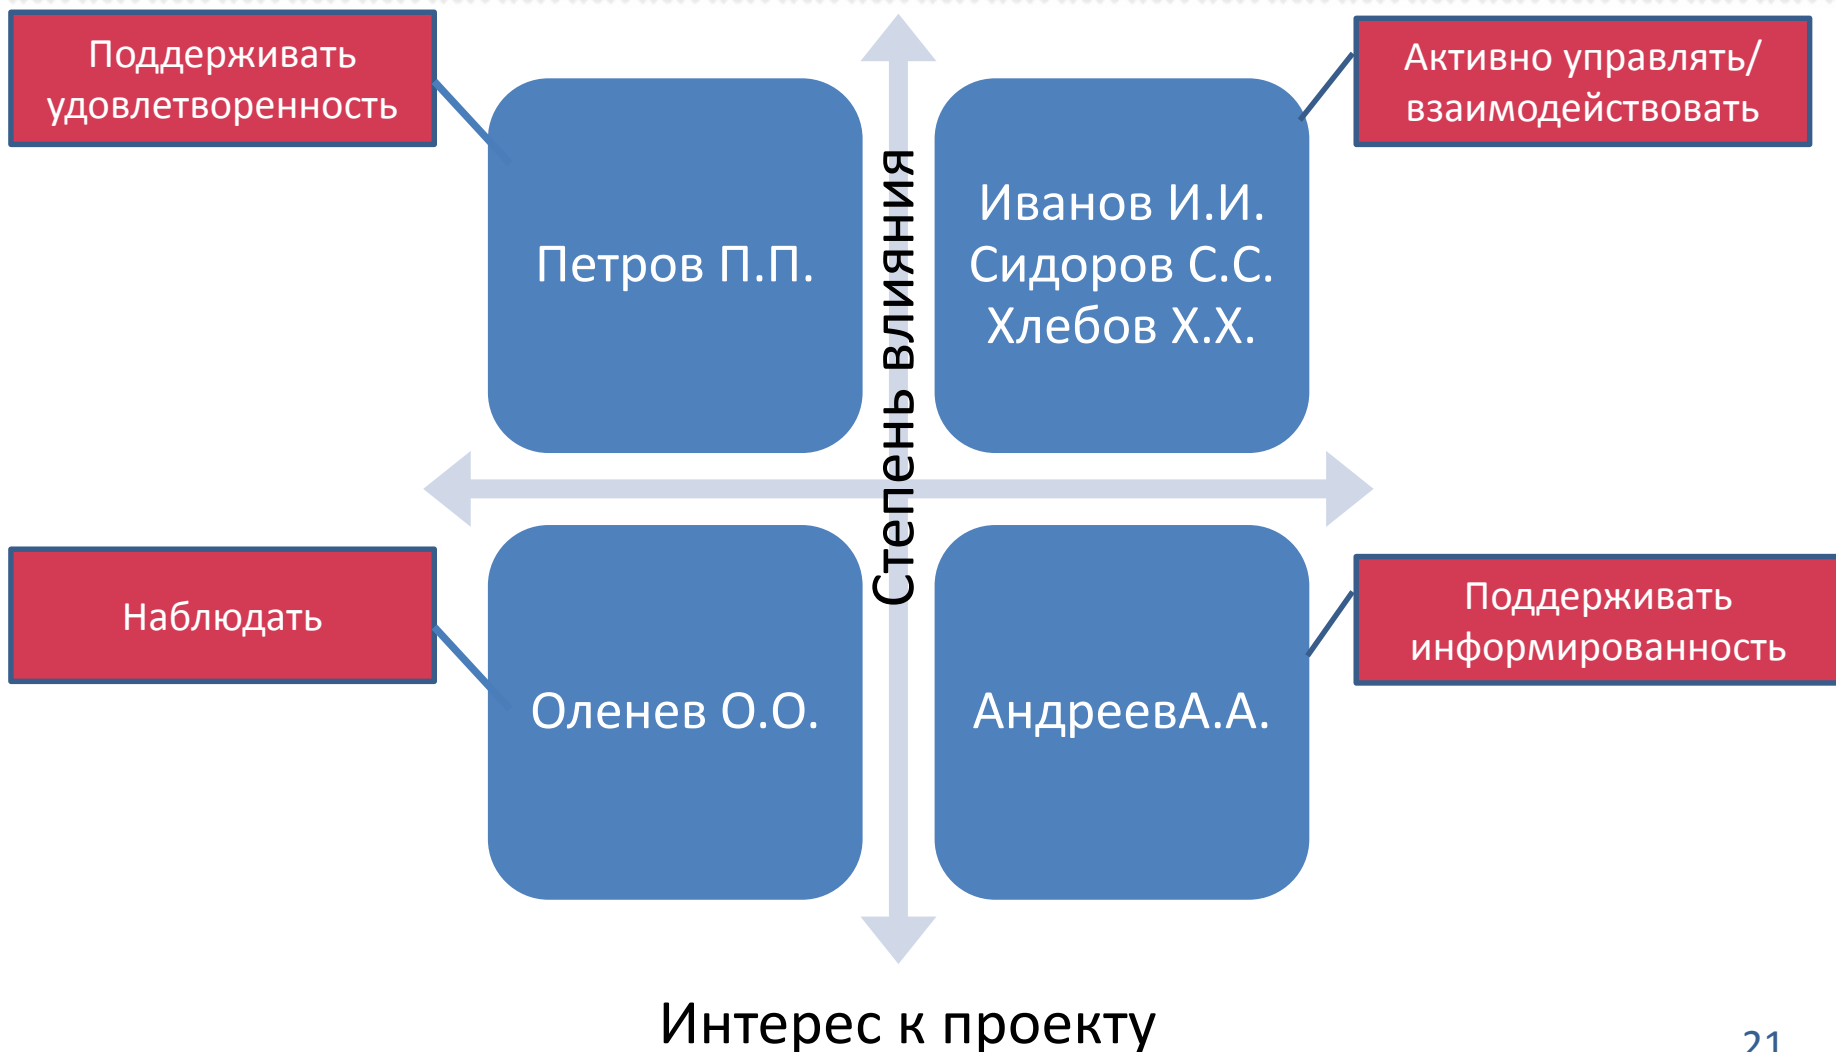 Поддерживать
удовлетворенность
Активно управлять/
взаимодействовать
Петров П.П.
Степень влияния
Иванов И.И.
Сидоров С.С.
Хлебов Х.Х.
Наблюдать
Поддерживать
информированность
Оленев О.О.
АндреевА.А.
Интерес к проекту
21